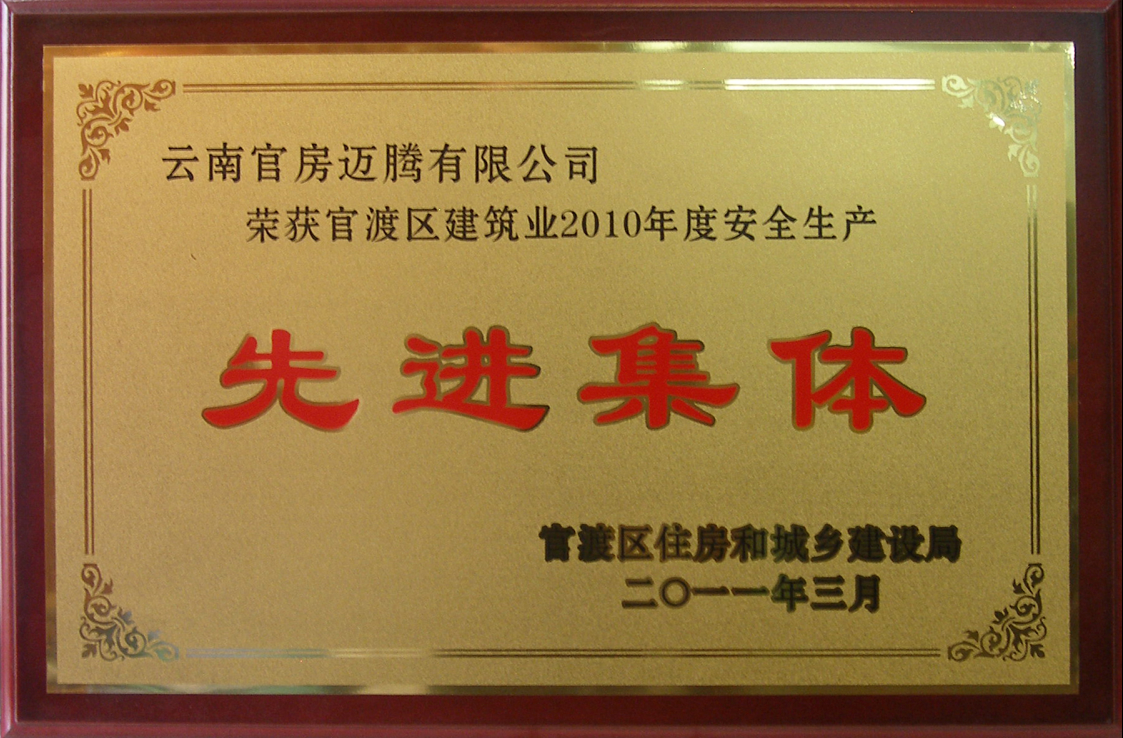 云南官房迈腾有限公司
荣获官渡区建筑业2010年度安全生产
先进集体
官渡区住房和城乡建设局
二〇一一年三月